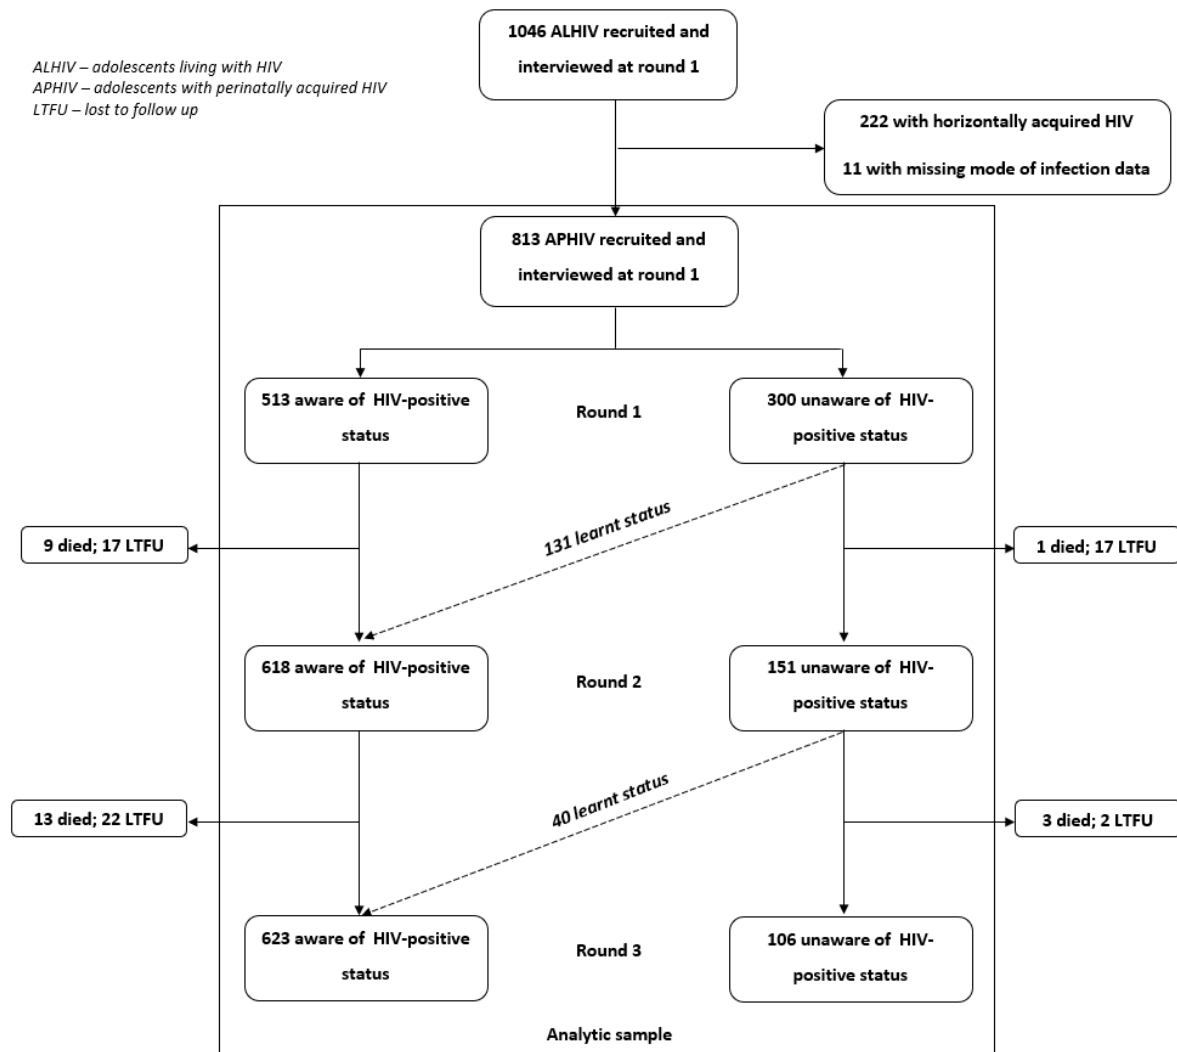 1046 ALHIV recruited and
interviewed at round 1
ALHIV – adolescents living with HIV
APHIV – adolescents with perinatally acquired HIV
LTFU – lost to follow up
222 with horizontally acquired HIV
11 with missing mode of infection data
813 APHIV recruited and
interviewed at round 1
513 aware of HIV-positive
status
Round 1
300 unaware of HIV-
positive status
131 learnt status
9 died; 17 LTFU
1 died; 17 LTFU
618 aware of HIV-positive
status
Round 2
151 unaware of HIV-
positive status
40 learnt status
13 died; 22 LTFU
3 died; 2 LTFU
623 aware of HIV-positive
status
Round 3
106 unaware of HIV-
positive status
Analytic sample